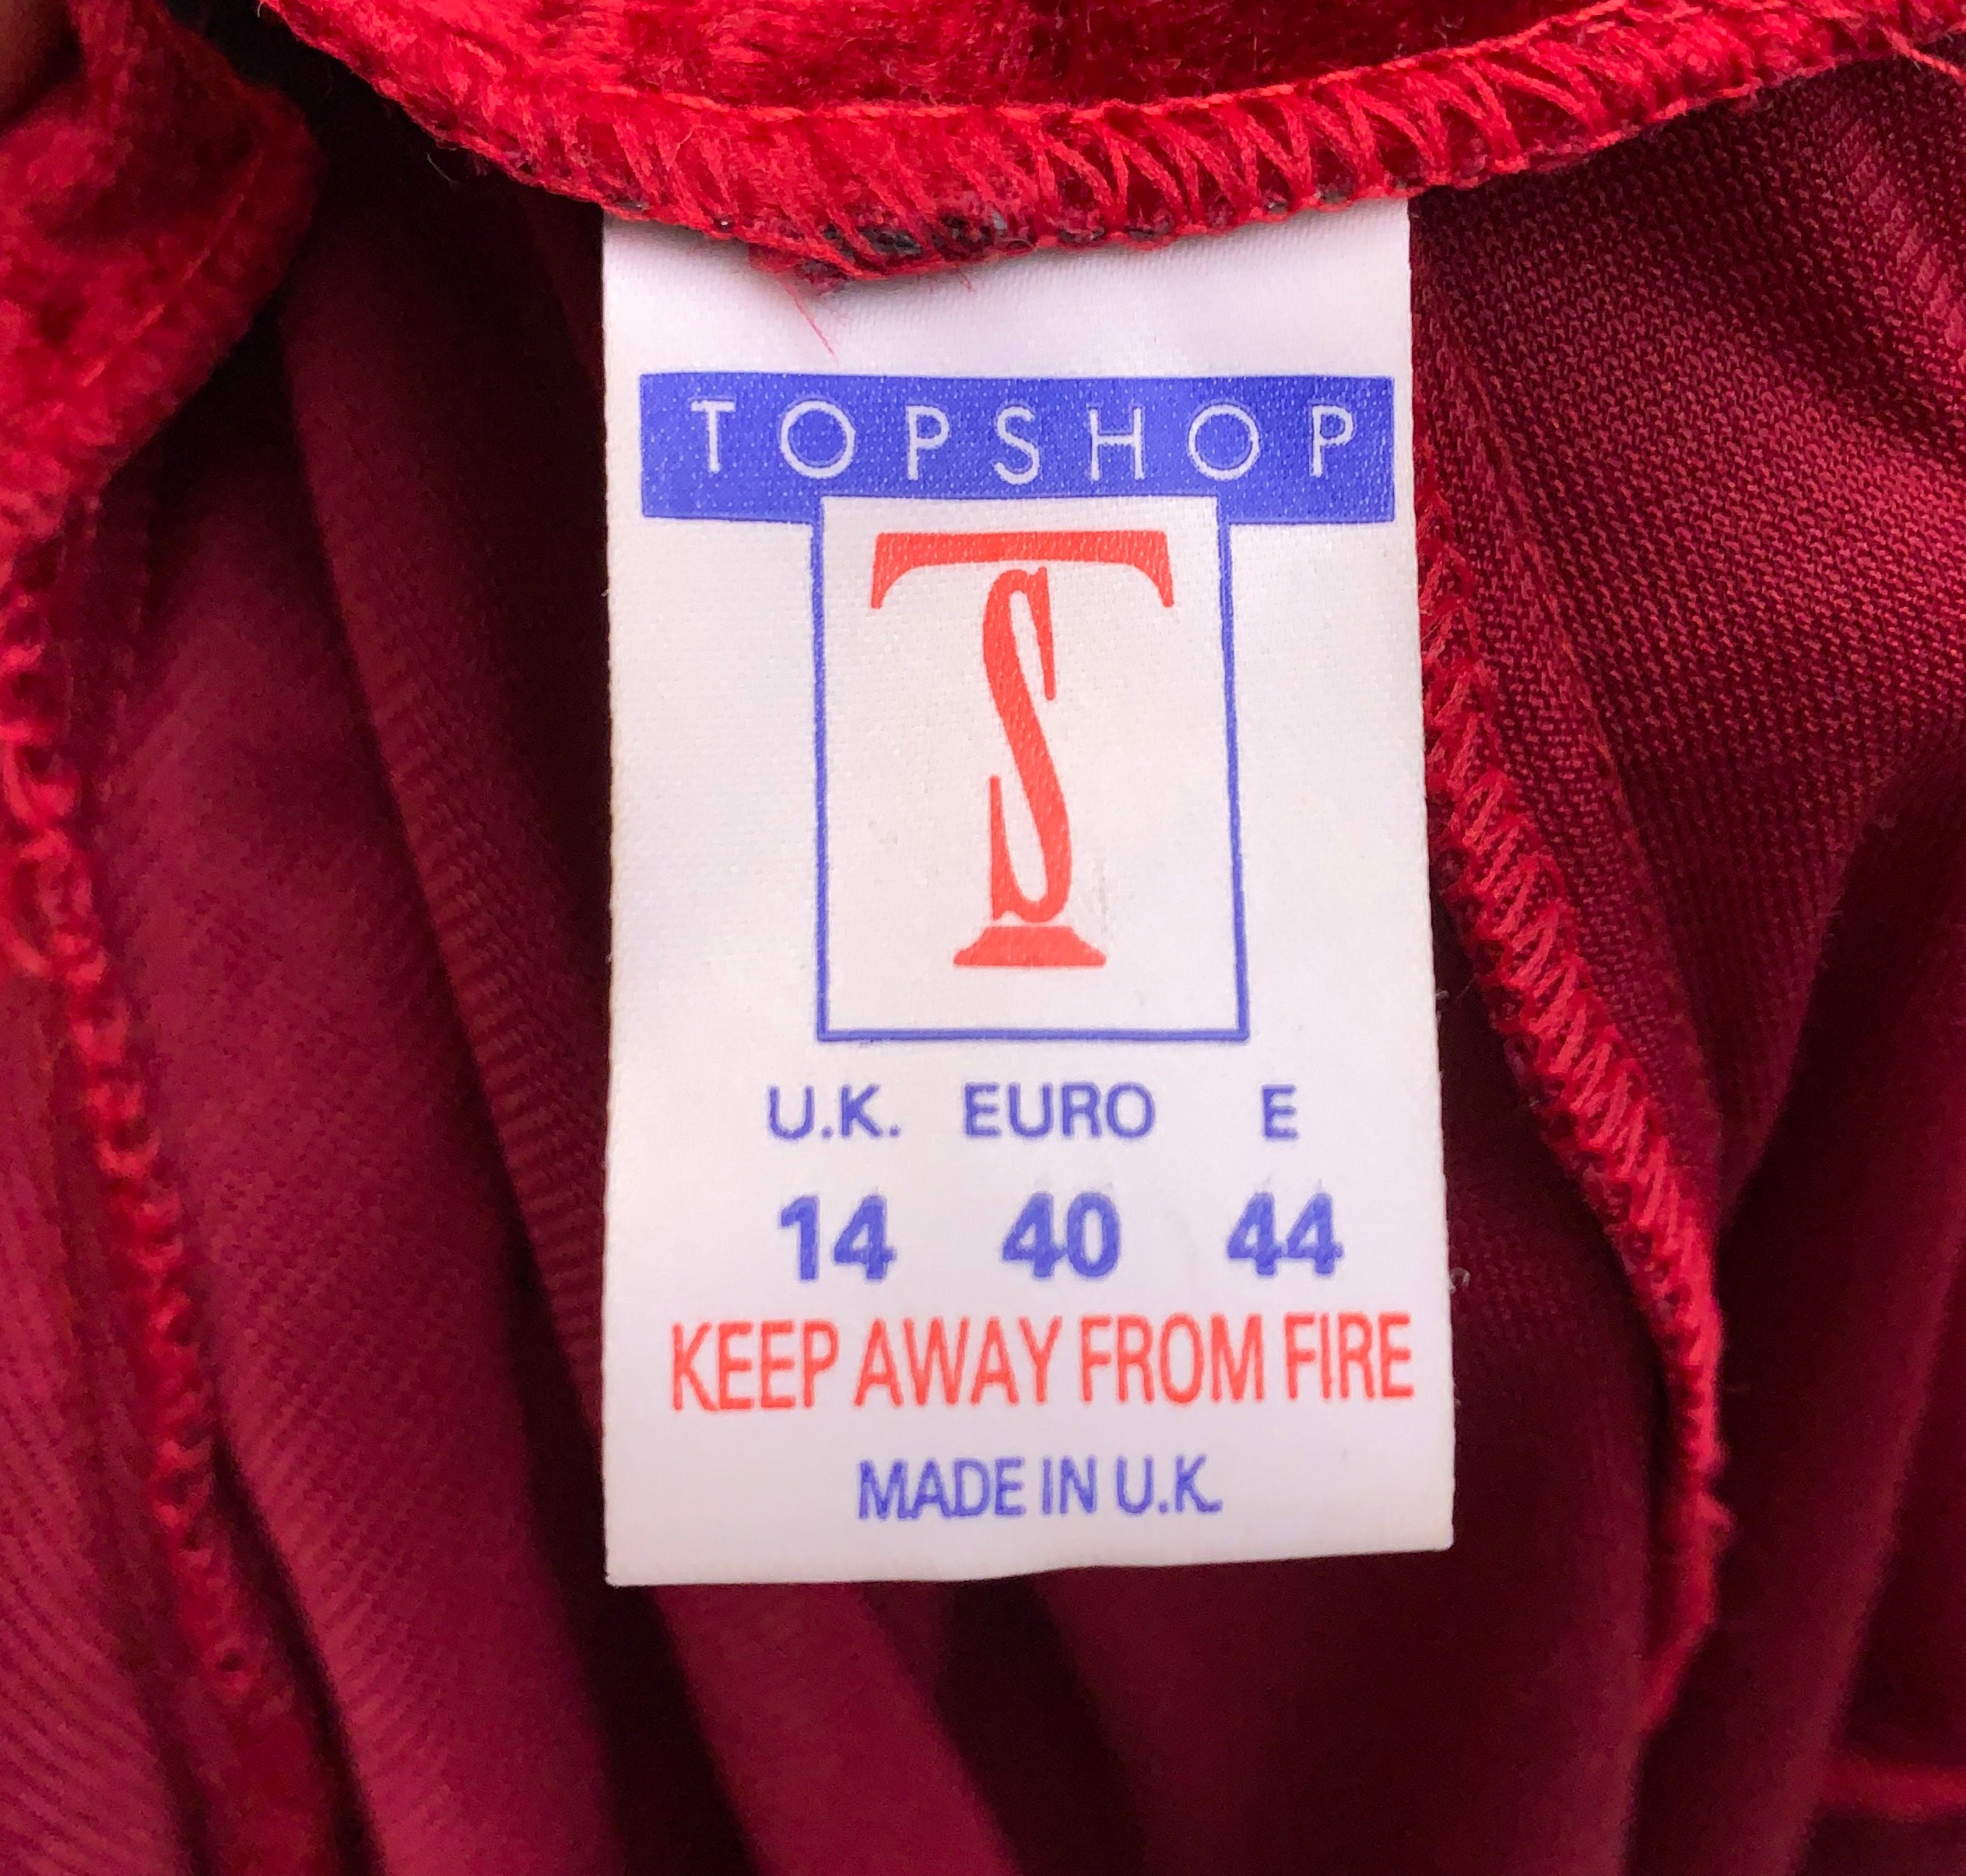 TOPSHOP
TS
U.K. EURO E
14 40 44
KEEP AWAY FROM FIRE
MADE IN U.K.